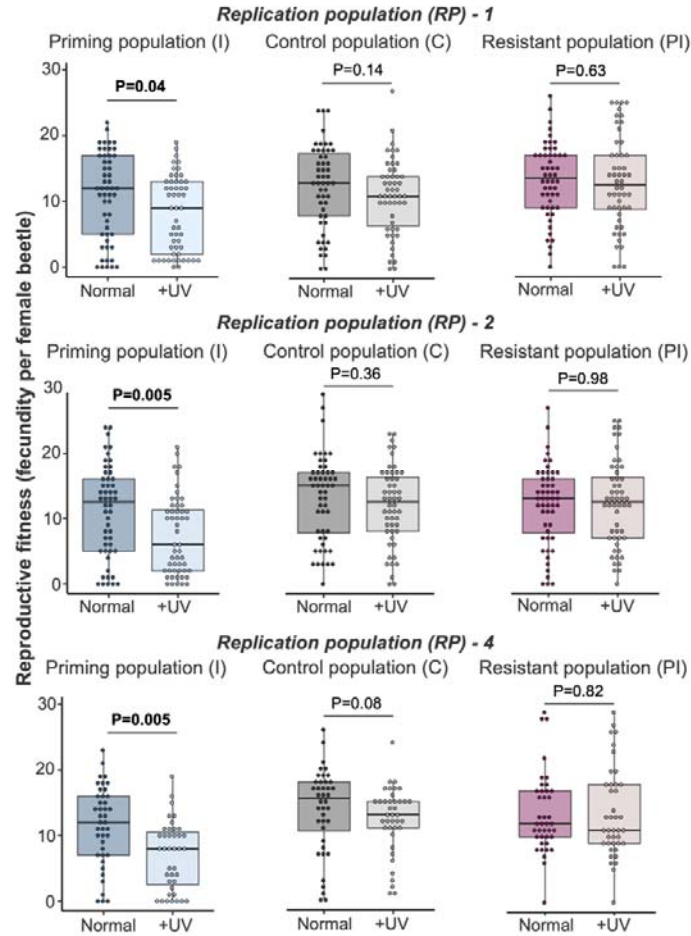 Replication population (RP) - 1
Priming population (I) Control population (C) Resistant population (PI)
P=0.04 P=0.14 P=0.63
30
20
10
0
Normal +UV Normal +UV Normal +UV
Reproductive fitness (fecundity per female beetle)
Replication population (RP) - 2
Priming population (I) Control population (C) Resistant population (PI)
P=0.005 P=0.36 P=0.98
30
20
10
0
Normal +UV Normal +UV Normal +UV
Replication population (RP) - 4
Priming population (I) Control population (C) Resistant population (PI)
P=0.005 P=0.08 P=0.82
30
20
10
0
Normal +UV Normal +UV Normal +UV